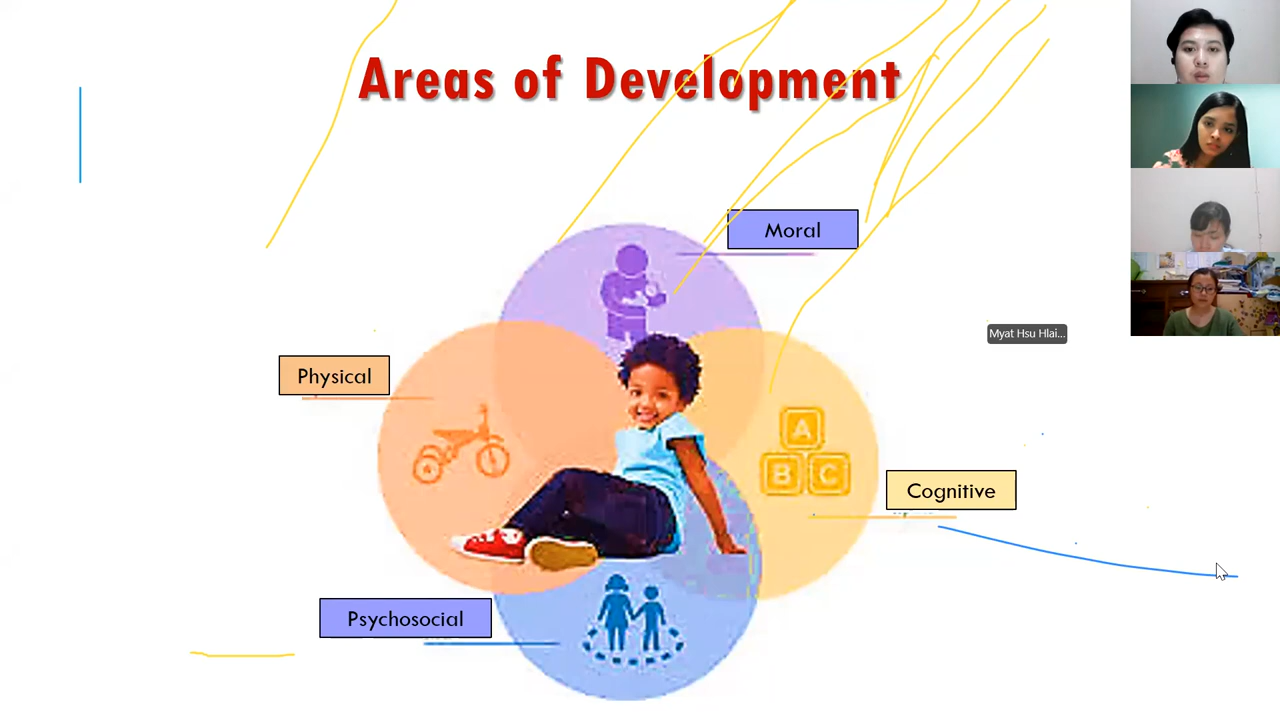 Areas of Development
Moral
Myat Hsu Hlai...
Physical
A
B C
Cognitive
Psychosocial